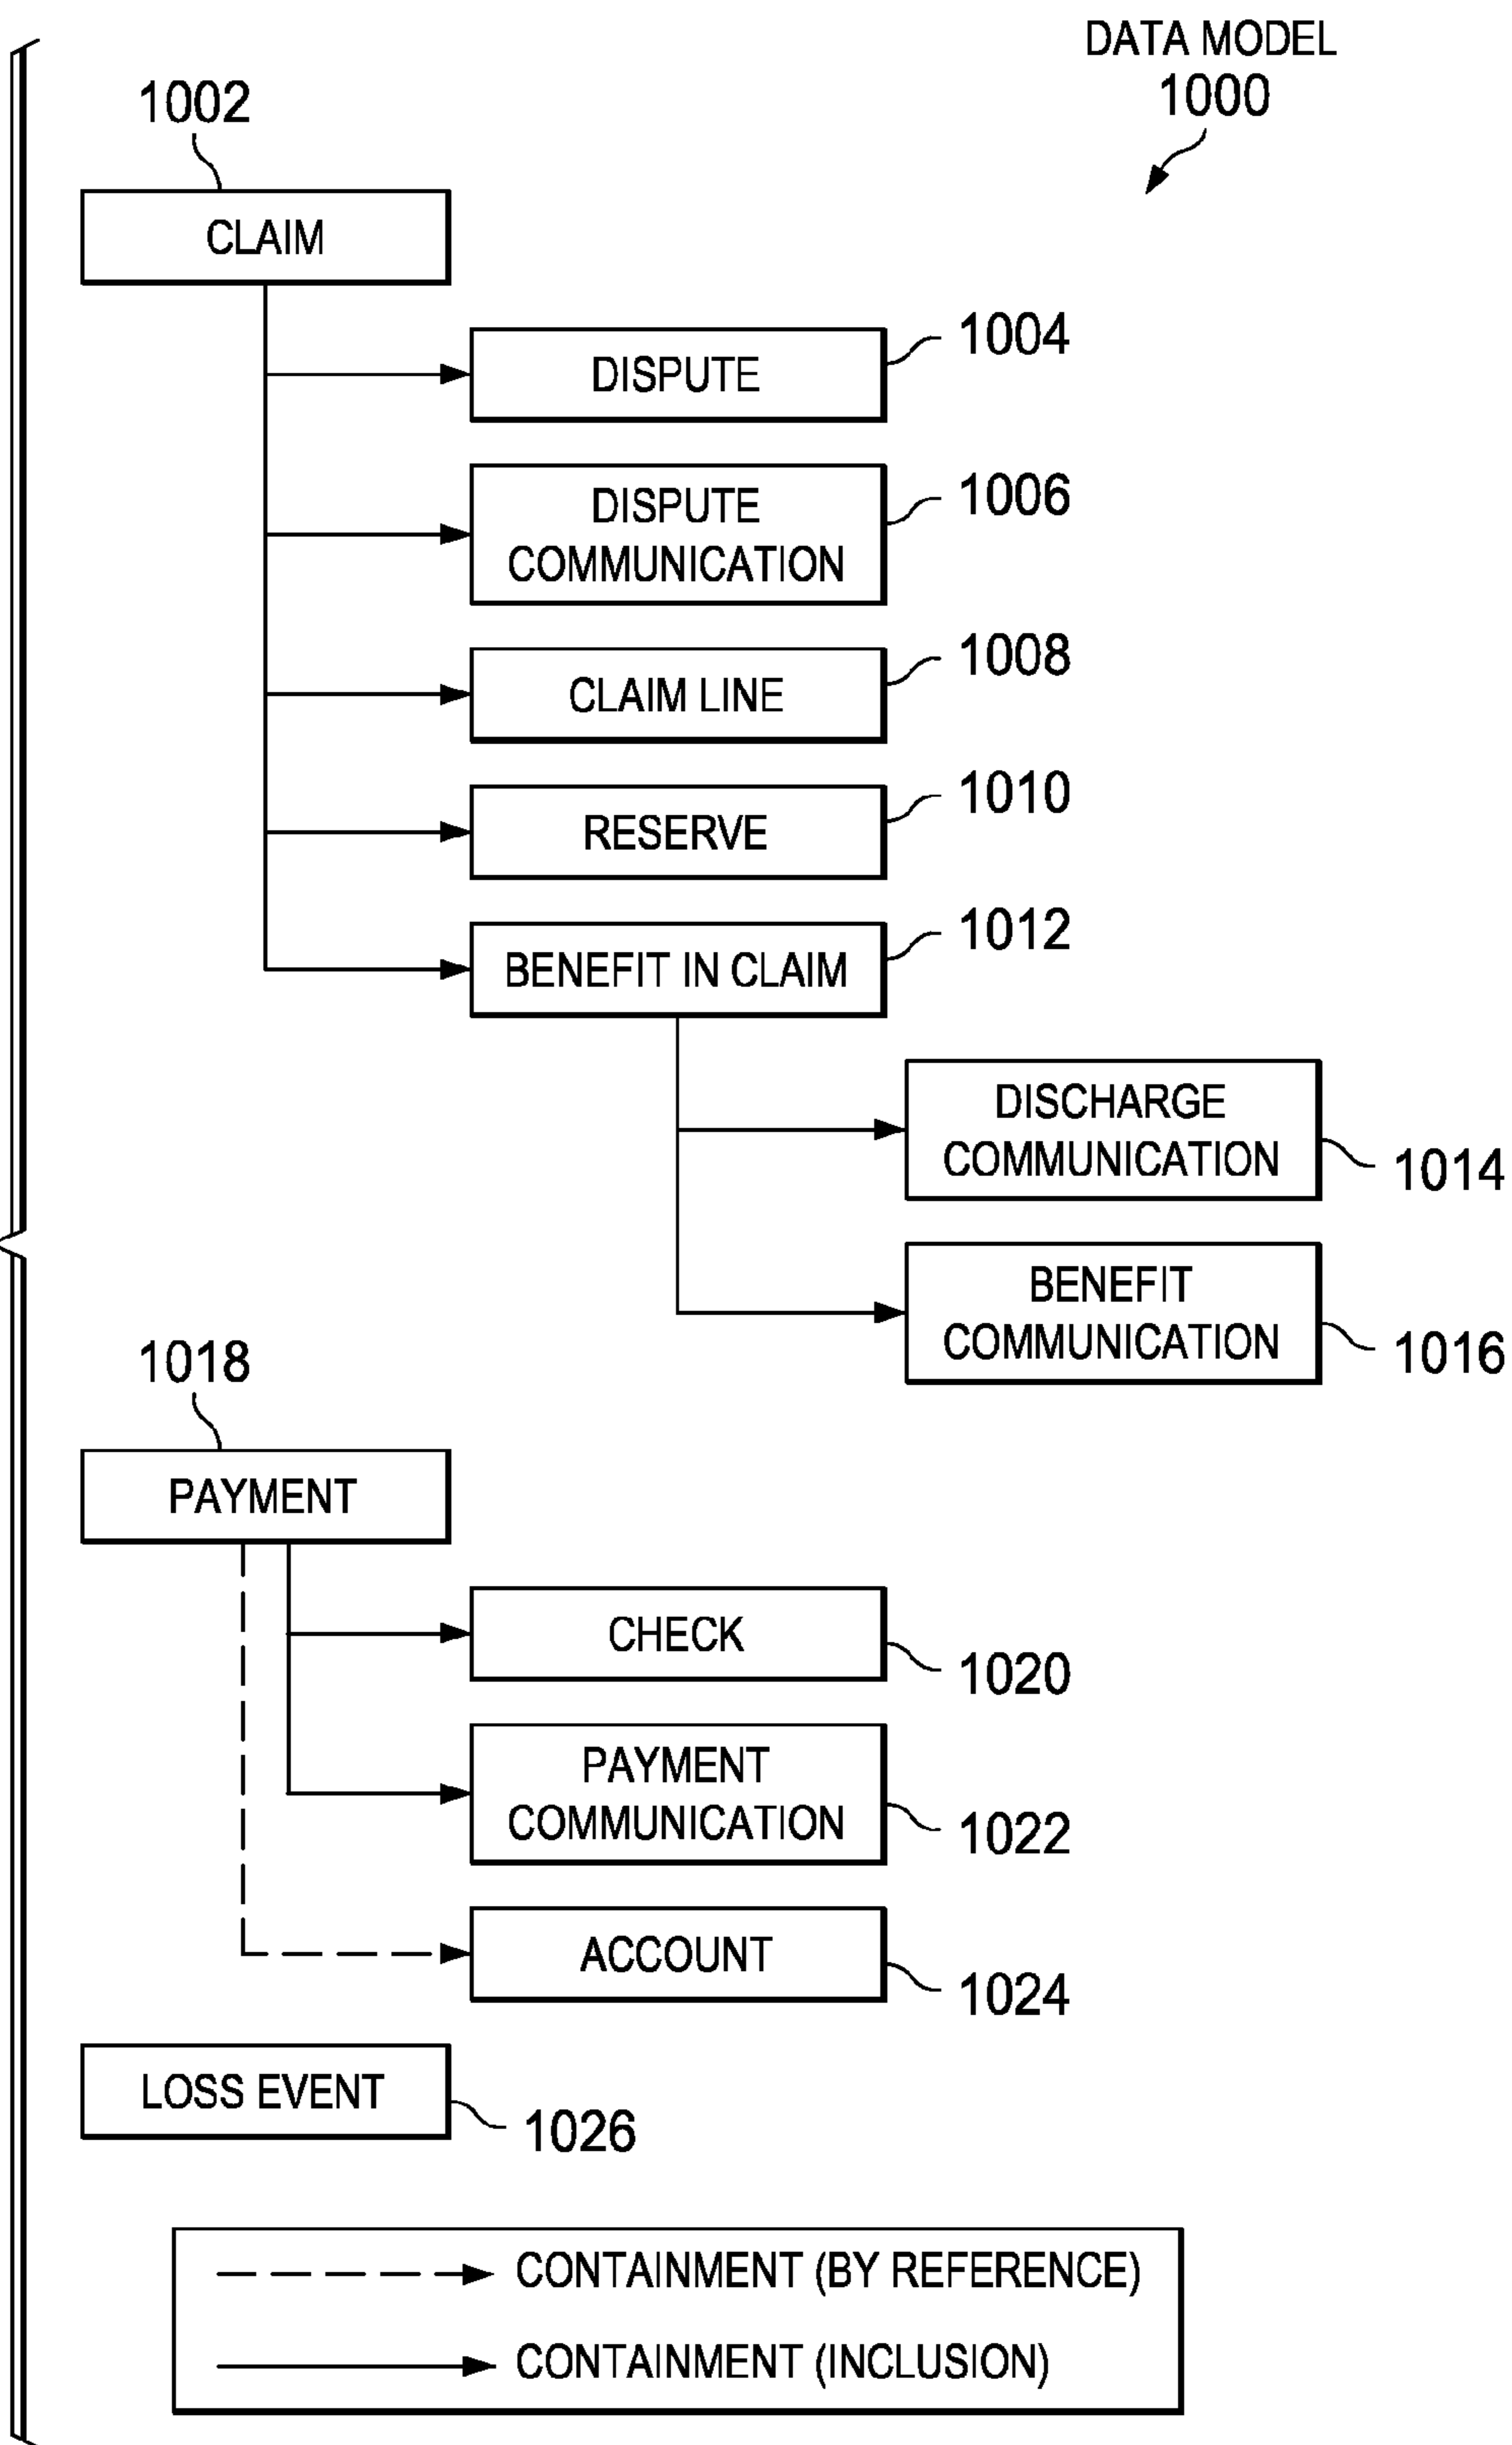 DATA MODEL
1000
1002
CLAIM
1004
DISPUTE
1006
DISPUTE
COMMUNICATION
1008
CLAIM LINE
1010
RESERVE
1012
BENEFIT IN CLAIM
DISCHARGE
COMMUNICATION
1014
BENEFIT
COMMUNICATION
1016
1018
PAYMENT
CHECK
1020
PAYMENT
COMMUNICATION
1022
ACCOUNT
1024
LOSS EVENT
1026
CONTAINMENT (BY REFERENCE)
CONTAINMENT (INCLUSION)